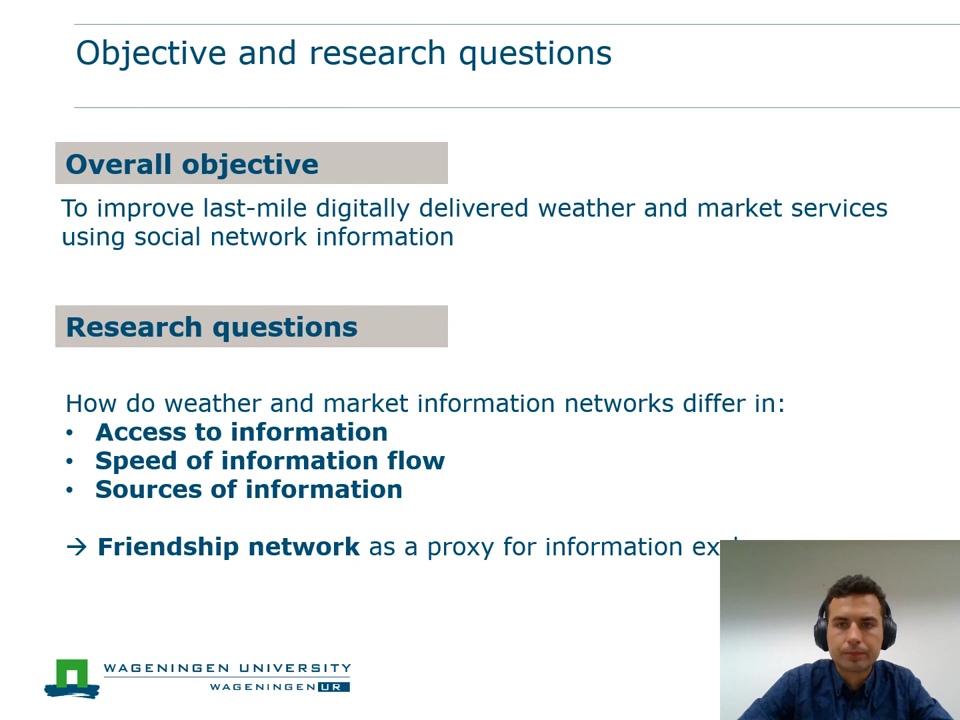 Objective and research questions
Overall objective
To improve last-mile digitally delivered weather and market services
using social network information
Research questions
How do weather and market information networks differ in:
• Access to information
• Speed of information flow
• Sources of information
→ Friendship network as a proxy for information
WAGENINGEN UNIVERSITY
WAGENINGEN UR